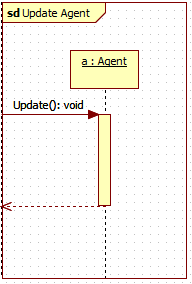 sd Update Agent
a : Agent
Update(): void